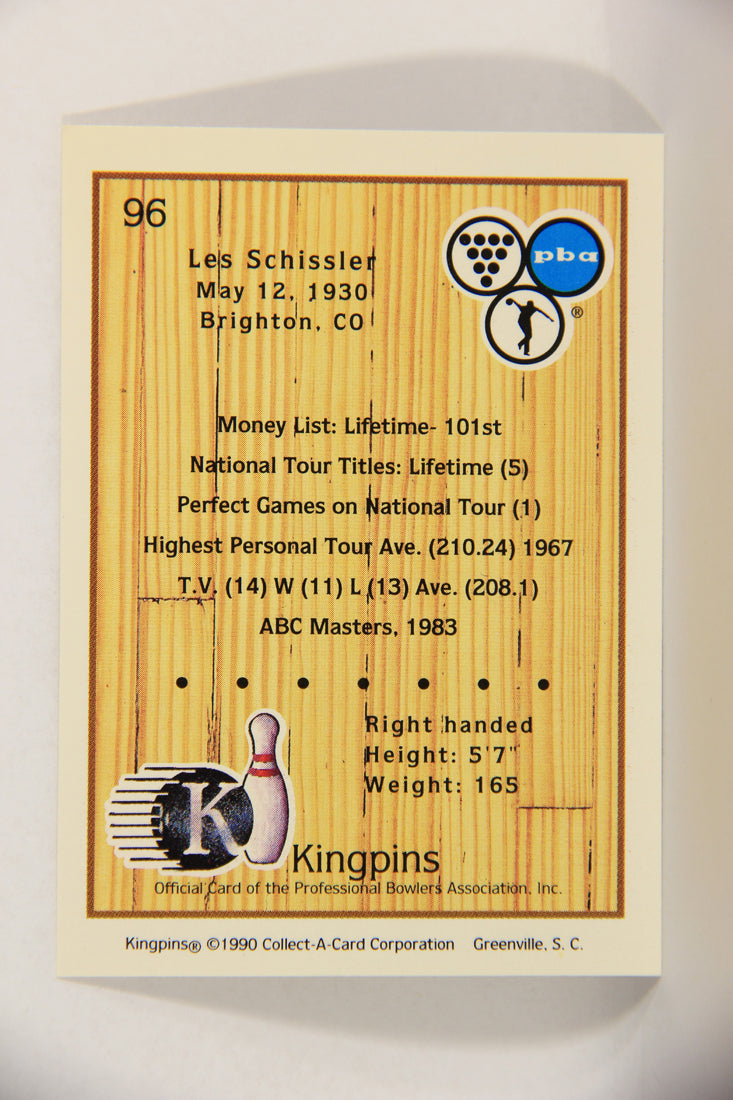 96
Les Schissler
May 12, 1930
Brighton, CO
pba
®
Money List: Lifetime- 101st
National Tour Titles: Lifetime (5)
Perfect Games on National Tour (1)
Highest Personal Tour Ave. (210.24) 1967
T.V. (14) W (11) L (13) Ave. (208.1)
ABC Masters, 1983
Right handed
Height: 5'7"
Weight: 165
K
Kingpins
Official Card of the Professional Bowlers Association, Inc.
Kingpins® ©1990 Collect-A-Card Corporation Greenville, S. C.